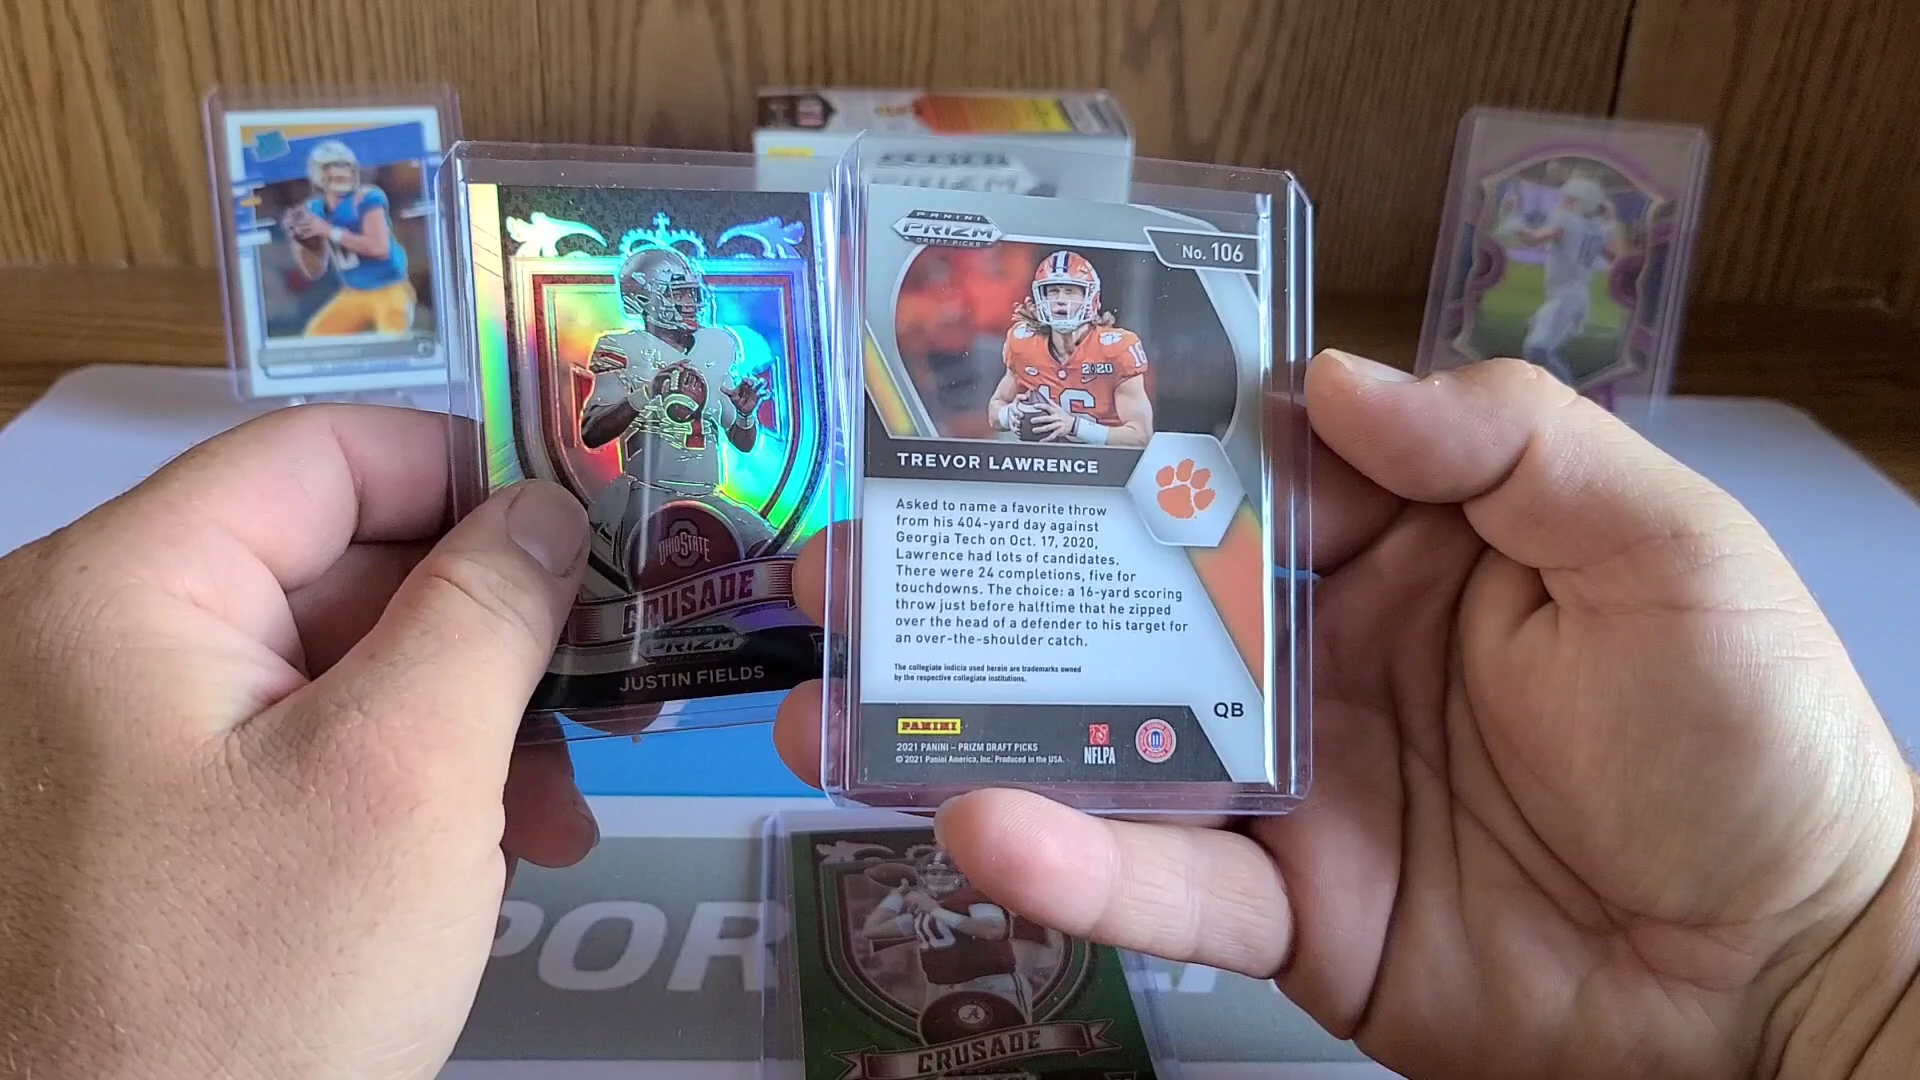 OHIO STATE
CRUSADE
PANINI
PRIZM
JUSTIN FIELDS
PANINI
PRIZM
DRAFT PICKS
No. 106
16
2020
TREVOR LAWRENCE
Asked to name a favorite throw
from his 404-yard day against
Georgia Tech on Oct. 17, 2020,
Lawrence had lots of candidates.
There were 24 completions, five for
touchdowns. The choice: a 16-yard scoring
throw just before halftime that he zipped
over the head of a defender to his target for
an over-the-shoulder catch.
The collegiate indicia used herein are trademarks owned
by the respective collegiate institutions.
QB
PANINI
2021 PANINI – PRIZM DRAFT PICKS
© 2021 Panini America, Inc. Produced in the USA.
NFLPA
POR
10
A
CRUSADE